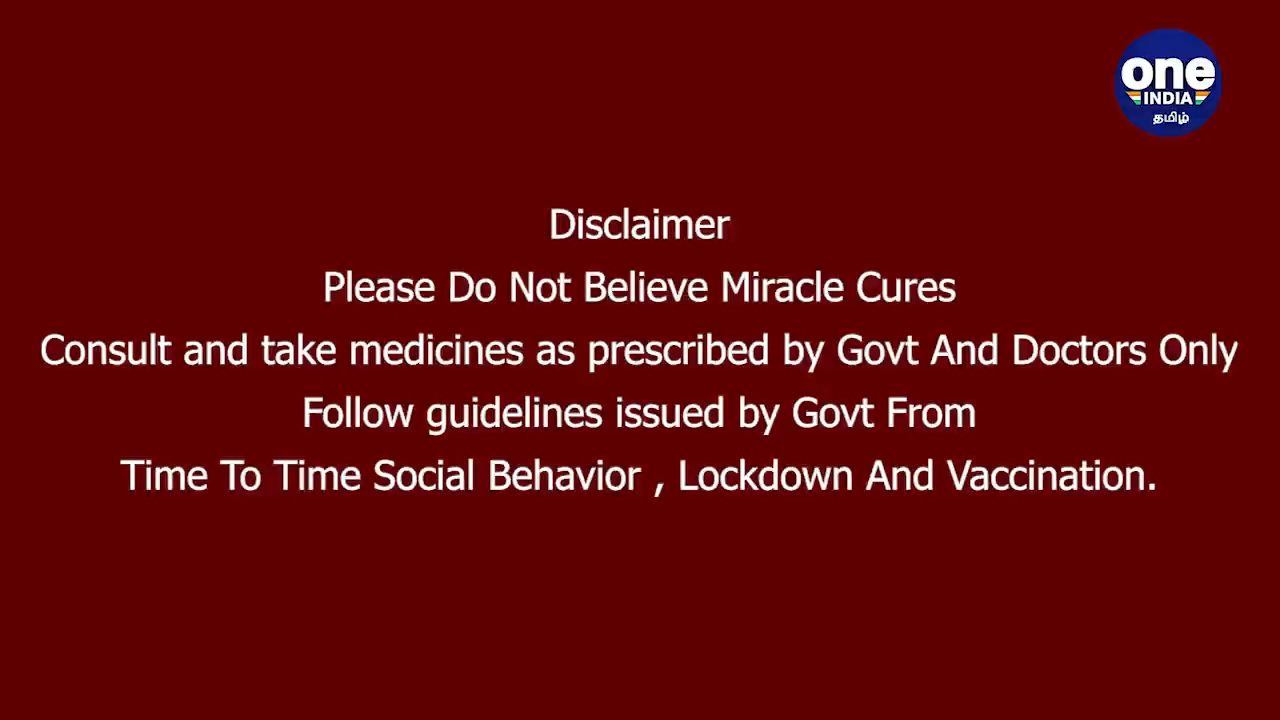 one
INDIA
தமிழ்
Disclaimer
Please Do Not Believe Miracle Cures
Consult and take medicines as prescribed by Govt And Doctors Only
Follow guidelines issued by Govt From
Time To Time Social Behavior , Lockdown And Vaccination.